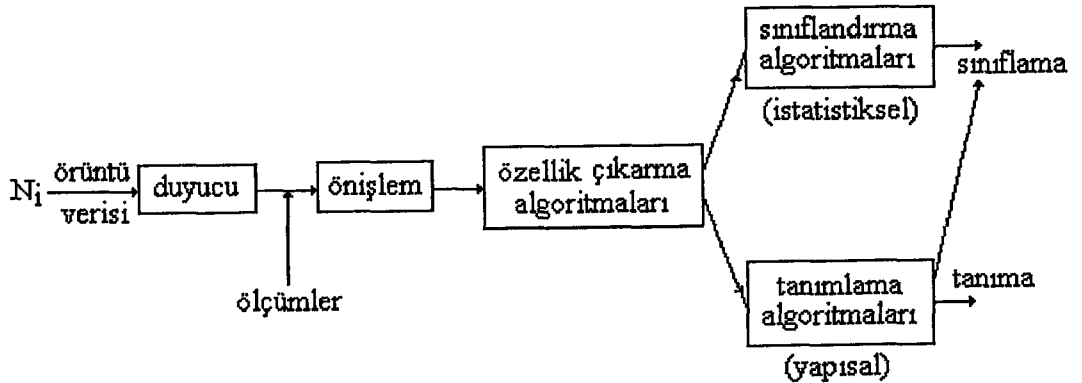 Ni
örüntü
verisi
duyucu
ölçümler
önişlem
özellik çıkarma
algoritmaları
sınıflandırma
algoritmaları
(istatistiksel)
sınıflama
tanımlama
algoritmaları
(yapısal)
tanıma